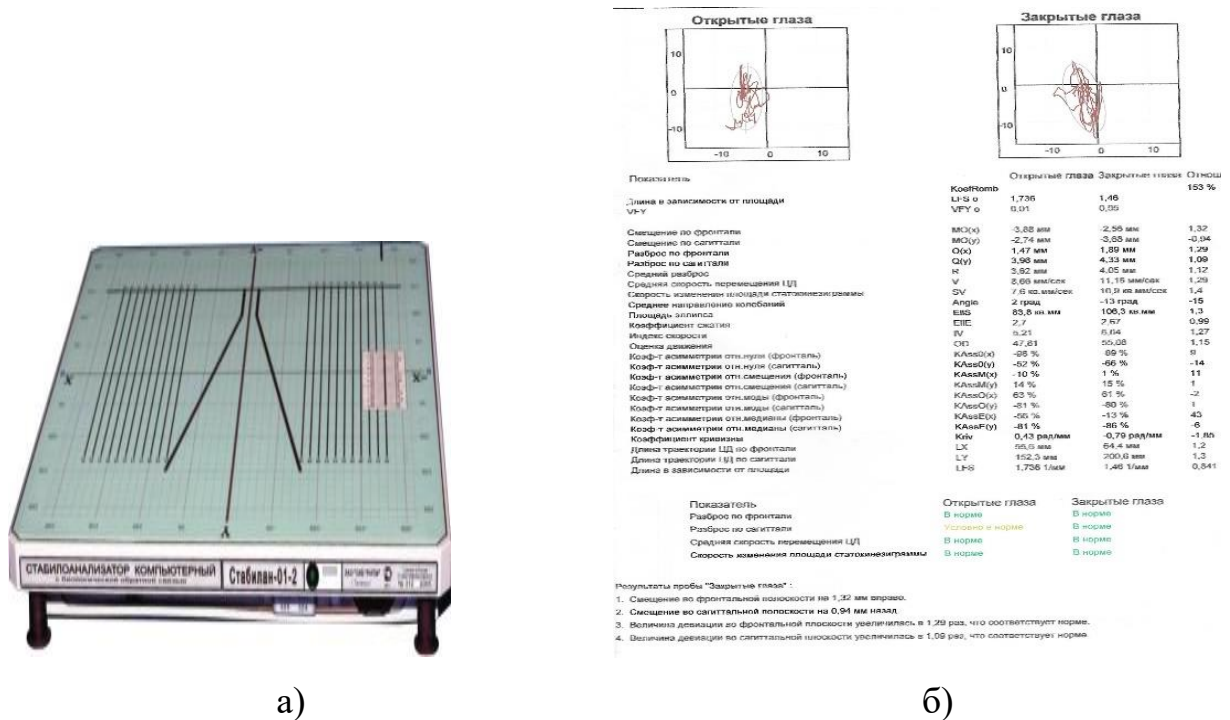 Открытые глаза
Закрытые глаза
10
0
-10
-10 0 10
10
0
-10
-10 0 10
Показатель Открытые глаза Закрытые глаза
KoefRomb 153 %
Длина в зависимости от площади LFS o 1,736 1,46
VFY VFY o 0,01 0,05
Смещение по фронтали MO(x) -3,88 мм -2,56 мм 1,32
Смещение по сагиттали MO(y) -2,74 мм -3,68 мм -0,94
Разброс по фронтали Q(x) 1,47 мм 1,89 мм 1,29
Разброс по сагиттали Q(y) 3,96 мм 4,33 мм 1,09
Средний разброс R 3,62 мм 4,05 мм 1,12
Средняя скорость перемещения ЦД V 8,66 мм/сек 11,15 мм/сек 1,29
Скорость изменения площади статокинезиграммы SV 7,6 кв.мм/сек 10,9 кв.мм/сек 1,4
Среднее направление колебаний Angle 2 град -13 град -15
Площадь эллипса EllS 83,8 кв.мм 106,3 кв.мм 1,3
Коэффициент сжатия EllE 2,7 2,67 0,99
Индекс скорости IV 5,21 6,64 1,27
Оценка движения OD 47,81 55,08 1,15
Коэф-т асимметрии отн.нуля (фронталь) KAss0(x) -98 % -89 % 9
Коэф-т асимметрии отн.нуля (сагитталь) KAss0(y) -52 % -66 % -14
Коэф-т асимметрии отн.смещения (фронталь) KAssM(x) -10 % 1 % 11
Коэф-т асимметрии отн.смещения (сагитталь) KAssM(y) 14 % 15 % 1
Коэф-т асимметрии отн.моды (фронталь) KAssO(x) 63 % 61 % -2
Коэф-т асимметрии отн.моды (сагитталь) KAssO(y) -81 % -80 % 1
Коэф-т асимметрии отн.медианы (фронталь) KAssE(x) -13 % 43
Коэф-т асимметрии отн.медианы (сагитталь) KAssE(y) -81 % -86 % -6
Коэффициент кривизны Kriv 0,43 рад/мм -0,79 рад/мм
Длина траектории ЦД по фронтали LX 64,4 мм 1,2
Длина траектории ЦД по сагиттали LY 152,3 мм 200,6 мм 1,3
Длина в зависимости от площади LFS 1,736 1/мм 1,46 1/мм 0,841
Показатель Открытые глаза Закрытые глаза
Разброс по фронтали В норме В норме
Разброс по сагиттали Условно в норме В норме
Средняя скорость перемещения ЦД В норме В норме
Скорость изменения площади статокинезиграммы В норме В норме
Результаты пробы "Закрытые глаза" :
1. Смещение во фронтальной полоскости на 1,32 мм вправо.
2. Смещение во сагиттальной полоскости на 0,94 мм назад
3. Величина девиации во фронтальной плоскости увеличилась в 1,29 раз, что соответствует норме.
4. Величина девиации во сагиттальной плоскости увеличилась в 1,09 раз, что соответствует норме
X
Y
СТАБИЛОАНАЛИЗАТОР КОМПЬЮТЕРНЫЙ
с биологической обратной связью
Стабилан-01-2
а)
б)